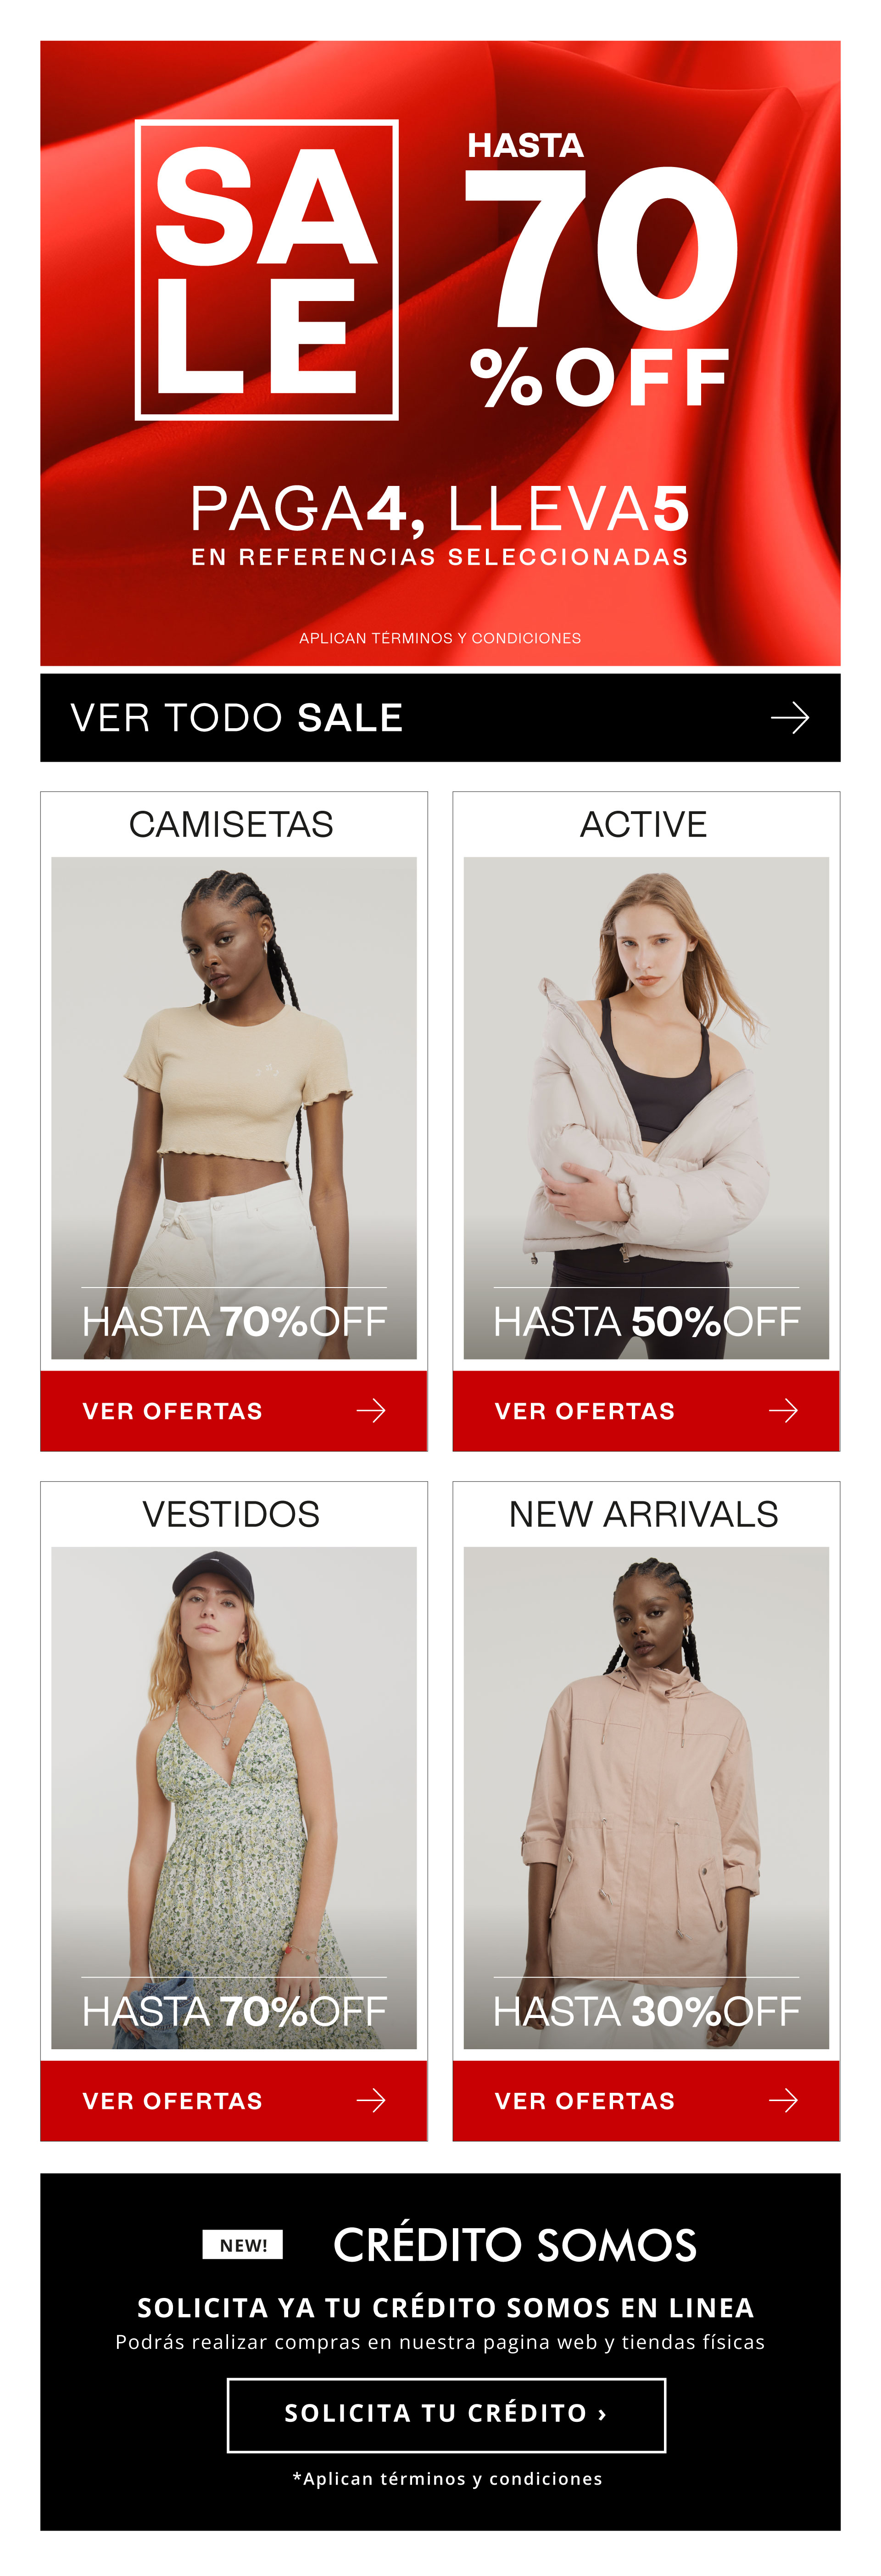 SA
LE
HASTA
70
%OFF
PAGA4, LLEVA5
EN REFERENCIAS SELECCIONADAS
APLICAN TÉRMINOS Y CONDICIONES
VER TODO SALE
CAMISETAS
HASTA 70%OFF
VER OFERTAS
ACTIVE
HASTA 50%OFF
VER OFERTAS
VESTIDOS
HASTA 70%OFF
VER OFERTAS
NEW ARRIVALS
HASTA 30%OFF
VER OFERTAS
NEW! CRÉDITO SOMOS
SOLICITA YA TU CRÉDITO SOMOS EN LINEA
Podrás realizar compras en nuestra pagina web y tiendas físicas
SOLICITA TU CRÉDITO ›
*Aplican términos y condiciones